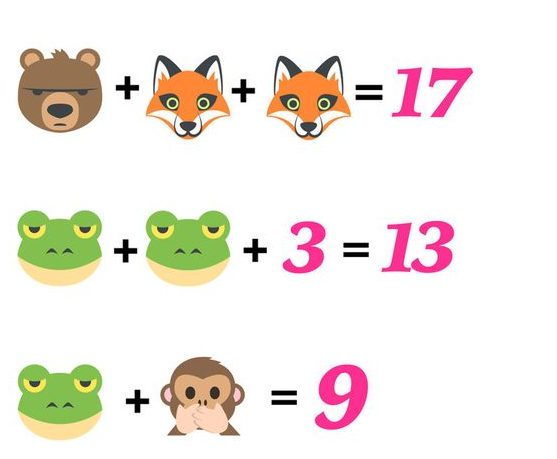 + + = 17
+ + 3 = 13
+ = 9